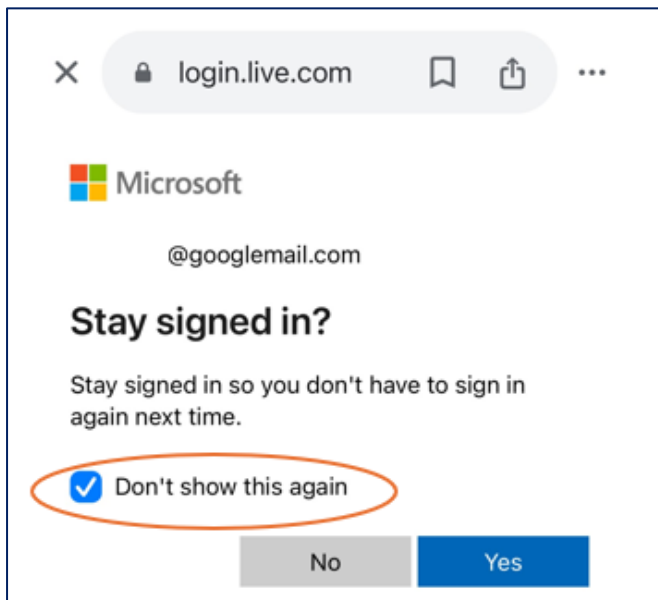 login.live.com
Microsoft
@googlemail.com
Stay signed in?
Stay signed in so you don't have to sign in
again next time.
Don't show this again
No Yes